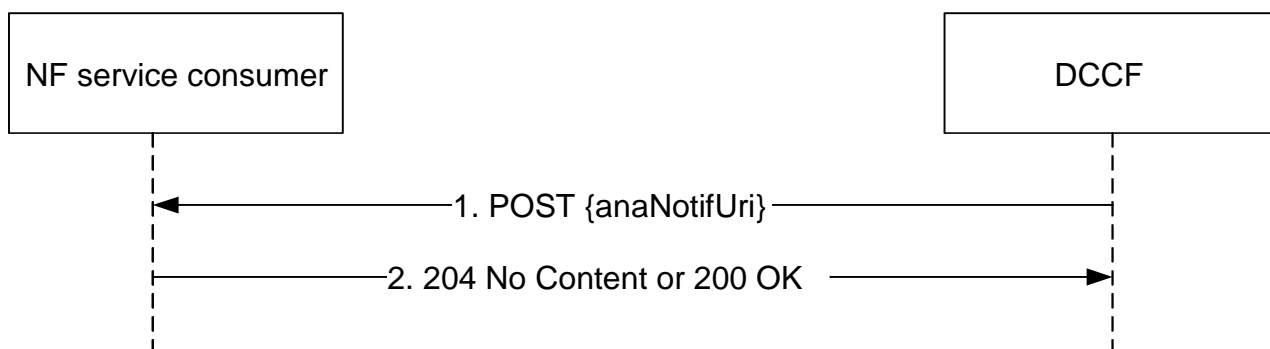 NF service consumer
DCCF
1. POST {anaNotifUri}
2. 204 No Content or 200 OK